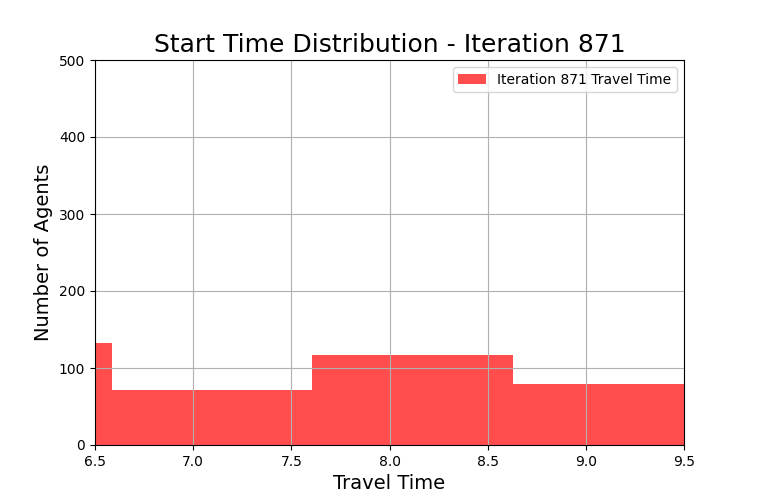 Start Time Distribution - Iteration 871
500
400
300
200
100
0
Number of Agents
Iteration 871 Travel Time
6.5 7.0 7.5 8.0 8.5 9.0 9.5
Travel Time